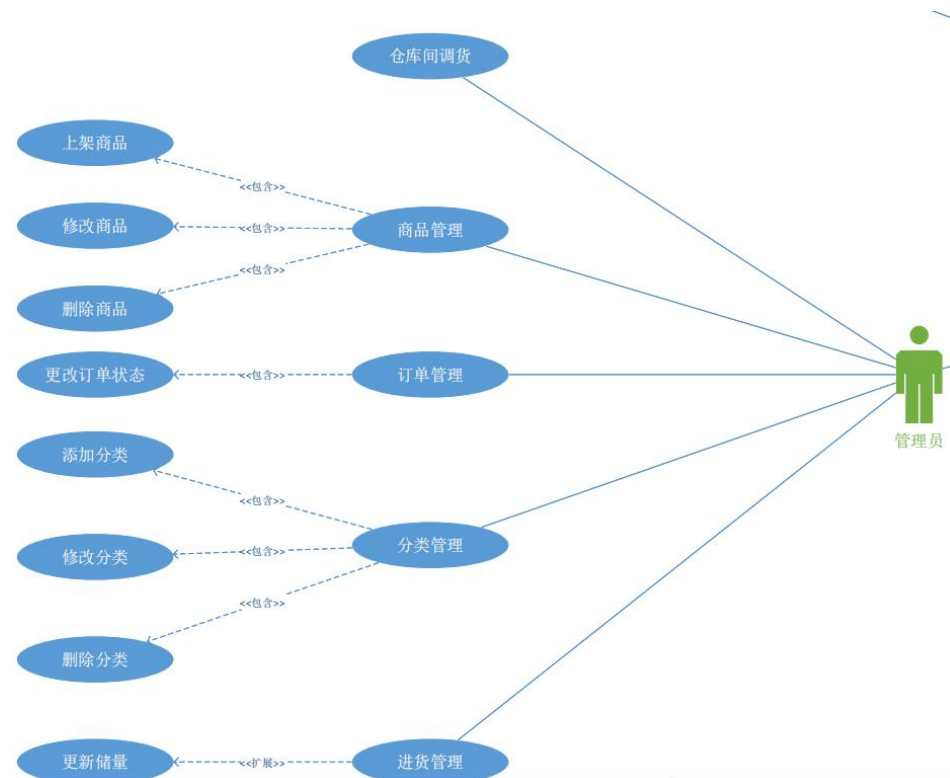 仓库间调货
上架商品
<<包含>>
修改商品
<<包含>>
商品管理
<<包含>>
删除商品
更改订单状态
<<包含>>
订单管理
管理员
添加分类
<<包含>>
修改分类
<<包含>>
分类管理
<<包含>>
删除分类
更新储量
<<扩展>>
进货管理